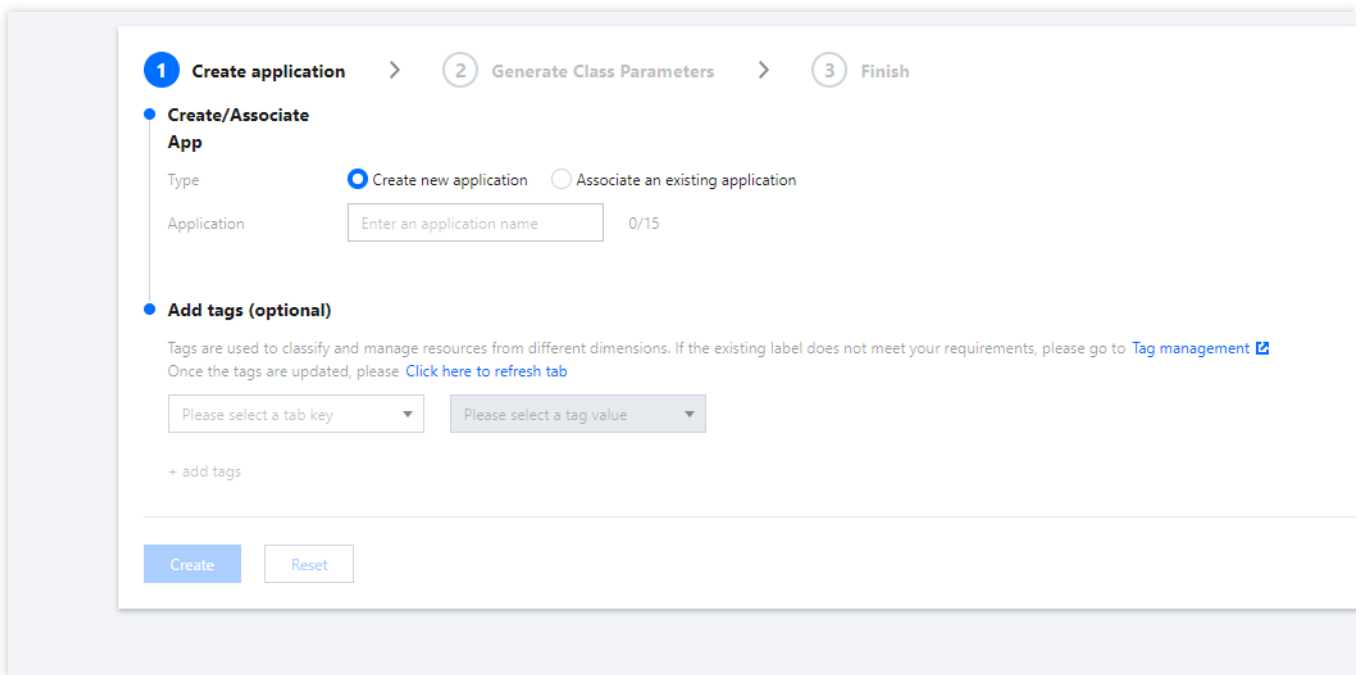 1 Create application > 2 Generate Class Parameters > 3 Finish
Create/Associate
App
Type Create new application Associate an existing application
Application Enter an application name 0/15
Add tags (optional)
Tags are used to classify and manage resources from different dimensions. If the existing label does not meet your requirements, please go to Tag management
Once the tags are updated, please Click here to refresh tab
Please select a tab key Please select a tag value
+ add tags
Create Reset